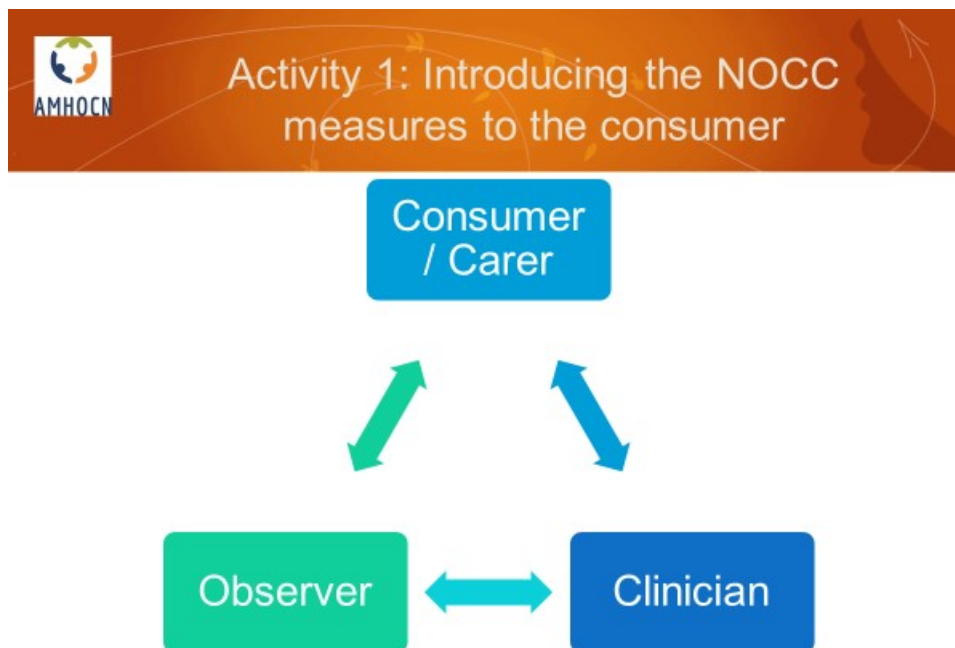 AMHOCN
Activity 1: Introducing the NOCC
measures to the consumer
Consumer
/ Carer
Observer
Clinician